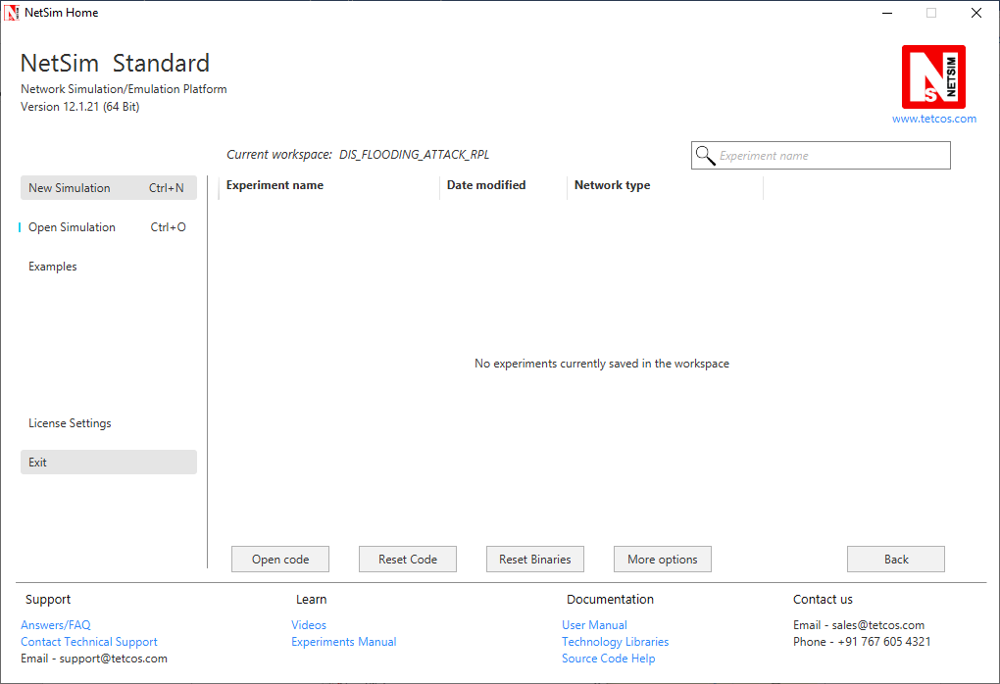 NetSim Home
NetSim Standard
Network Simulation/Emulation Platform
Version 12.1.21 (64 Bit)
N
S
NETSIM
www.tetcos.com
Current workspace: DIS_FLOODING_ATTACK_RPL
Experiment name
New Simulation Ctrl+N
Open Simulation Ctrl+O
Examples
License Settings
Exit
Experiment name Date modified Network type
No experiments currently saved in the workspace
Open code Reset Code Reset Binaries More options Back
Support
Answers/FAQ
Contact Technical Support
Email - support@tetcos.com
Learn
Videos
Experiments Manual
Documentation
User Manual
Technology Libraries
Source Code Help
Contact us
Email - sales@tetcos.com
Phone - +91 767 605 4321